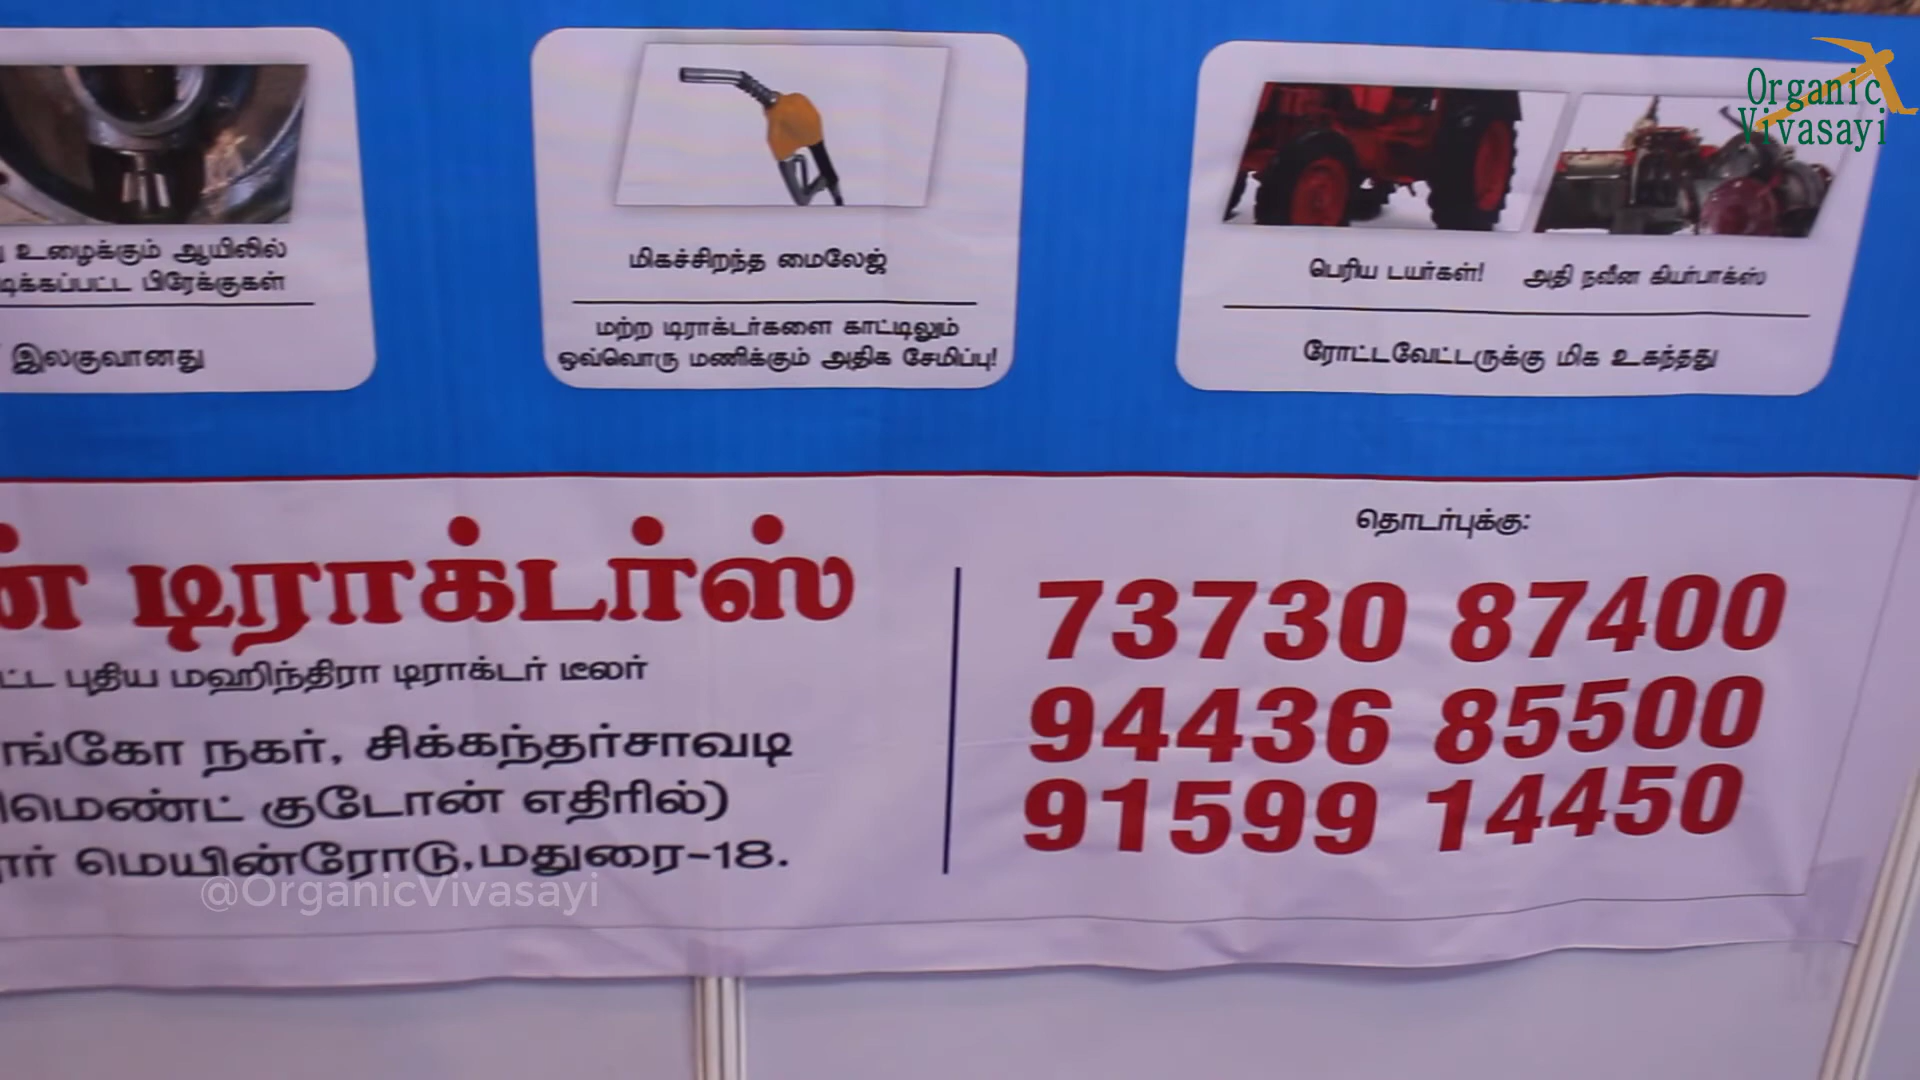 Organic
Vivasayi
உழைக்கும் ஆயிலில்
பிரேக்குகள்
இலகுவானது
மிகச்சிறந்த மைலேஜ்
மற்ற டிராக்டர்களை காட்டிலும்
ஒவ்வொரு மணிக்கும் அதிக சேமிப்பு!
பெரிய டயர்கள்! அதி நவீன கியர்பாக்ஸ்
ரோட்டவேட்டருக்கு மிக உகந்தது
டிராக்டர்ஸ்
புதிய மஹிந்திரா டிராக்டர் டீலர்
நகர், சிக்கந்தர்சாவடி
குடோன் எதிரில்)
மெயின்ரோடு,மதுரை-18.
தொடர்புக்கு:
73730 87400
94436 85500
91599 14450
@OrganicVivasayi